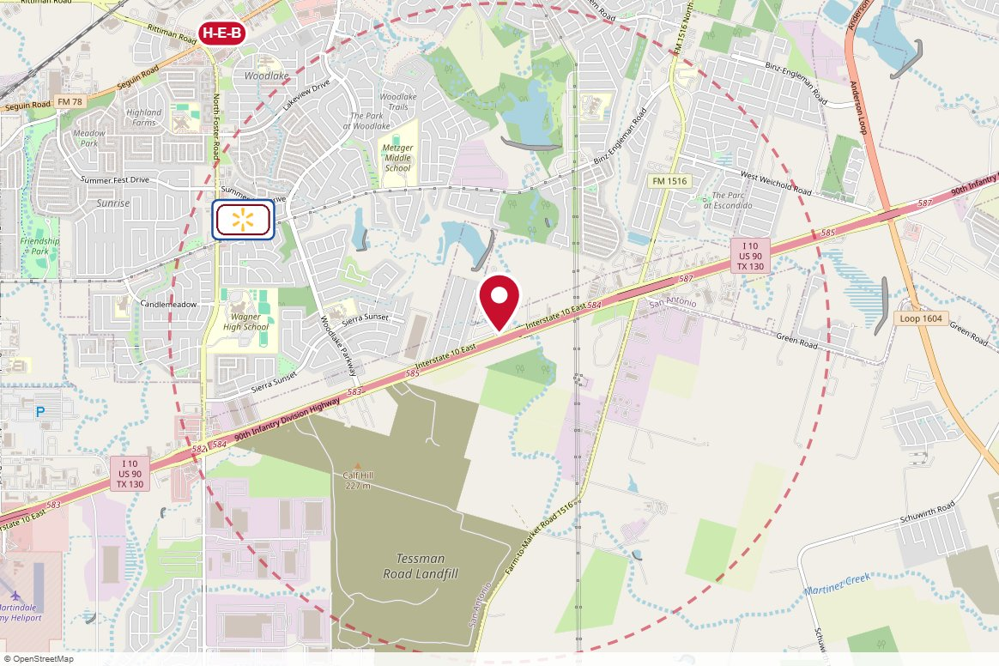 Rittiman Road
Rittiman Road
H-E-B
Seguin Road
Seguin Road
FM 78
North Foster Road
Woodlake
Lakeview Drive
Woodlake
Trails
The Park
at Woodlake
Highland
Farms
Meadow
Park
Metzger
Middle
School
Summer Fest Drive
Sunrise
Friendship
Park
Candlemeadow
Wagner
High School
Woodlake Parkway
Sierra Sunset
Sierra Sunset
FM 1516 North
Binz-Engleman Road
Binz-Engleman Road
Anderson Loop
FM 1516
West Weichold Road
The Parc
at Escondido
90th Infantry
587
585
I 10
US 90
TX 130
587
584
Interstate 10 East
San Antonio
Green Road
Green Road
Loop 1604
Interstate 10 East
585
583
90th Infantry Division Highway
584
582
P
I 10
US 90
TX 130
583
Calf Hill
227 m
Tessman
Road Landfill
Farm-to-Market Road 1516
San Antonio
Schuwirth Road
Martinez Creek
© OpenStreetMap